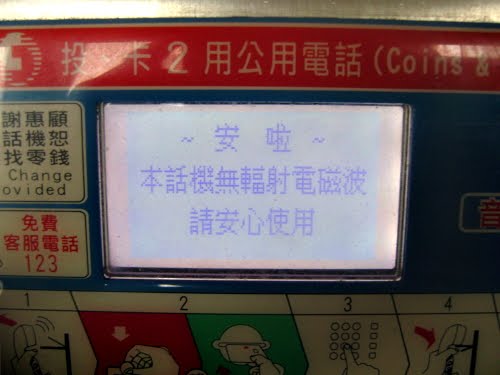 投 卡 2 用公用電話 (Coins &
謝惠顧
話機恕
找零錢
Change
ovided
~ 安 啦 ~
本話機無輻射電磁波
請安心使用
音
免費
客服電話
123
1 2 3 4